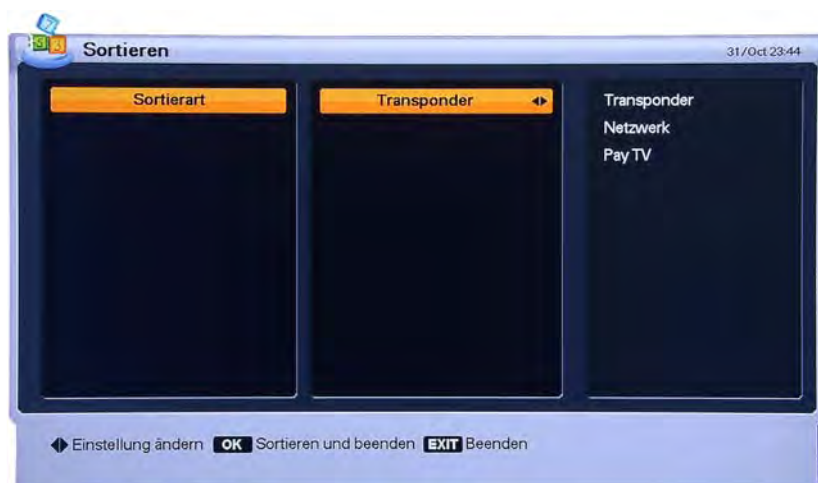 Sortieren
31/Oct 23:44
Sortierart
Transponder
Transponder
Netzwerk
Pay TV
Einstellung ändern OK Sortieren und beenden EXIT Beenden